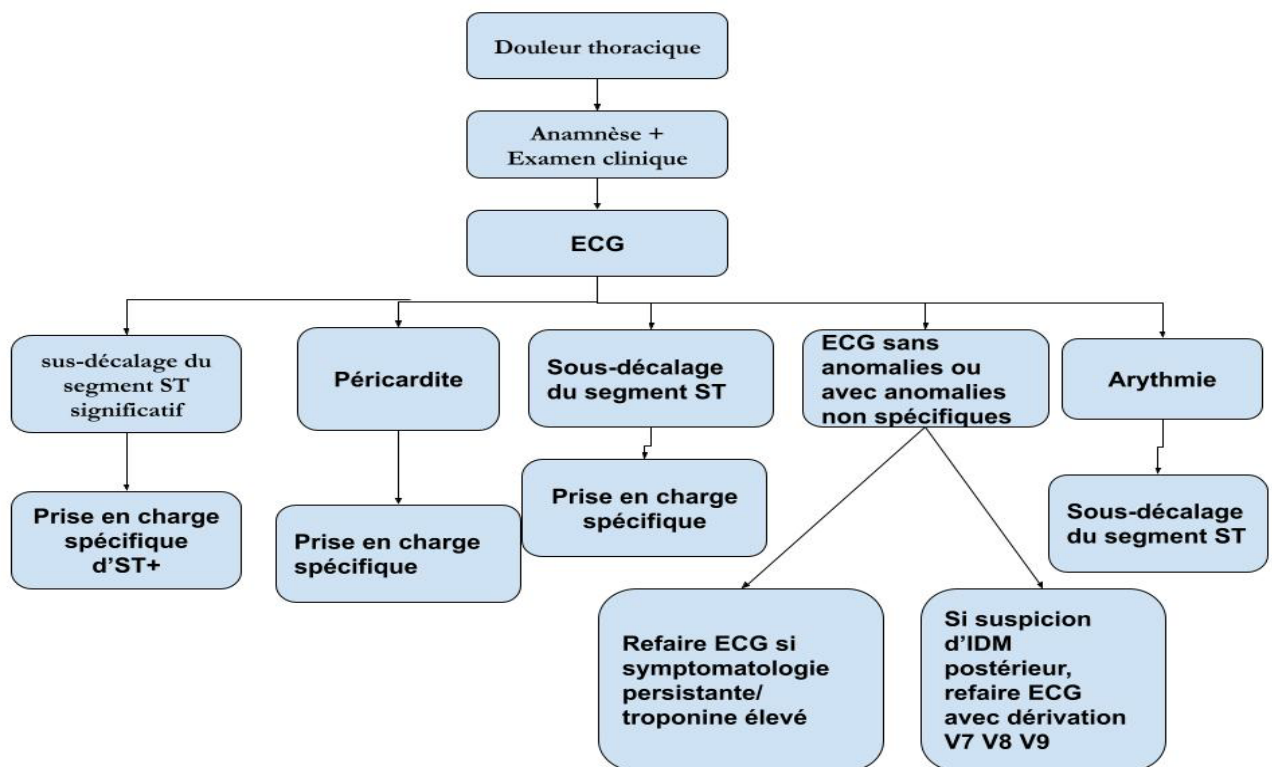 Douleur thoracique
Anamnèse +
Examen clinique
ECG
sus-décalage du
segment ST
significatif
Péricardite
Sous-décalage
du segment ST
ECG sans
anomalies ou
avec anomalies
non spécifiques
Arythmie
Prise en charge
spécifique
d'ST+
Prise en charge
spécifique
Prise en charge
spécifique
Sous-décalage
du segment ST
Refaire ECG si
symptomatologie
persistante/
troponine élevé
Si suspicion
d'IDM
postérieur,
refaire ECG
avec dérivation
V7 V8 V9